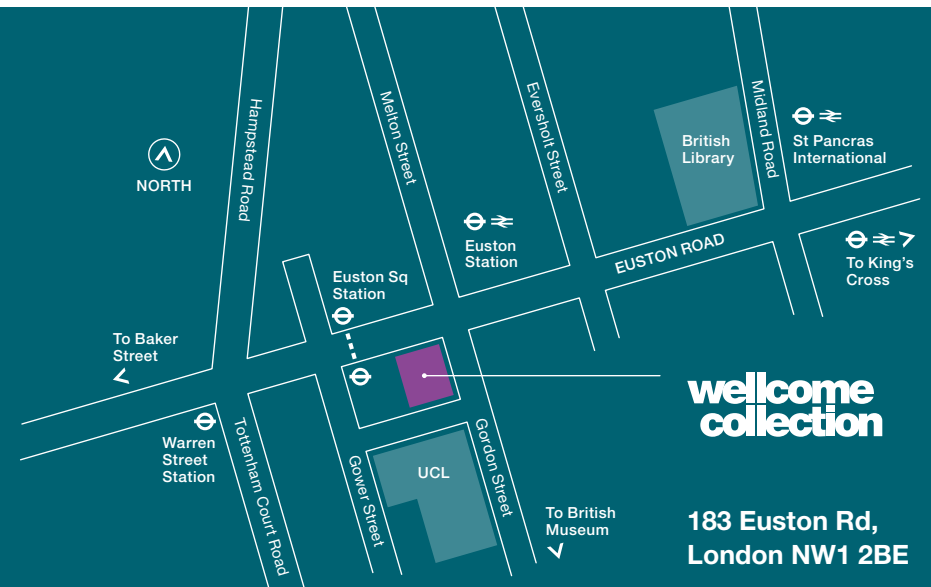 Hampstead Road
Melton Street
Eversholt Street
Midland Road
British
Library
St Pancras
International
NORTH
Euston
Station
EUSTON ROAD
To King's
Cross
Euston Sq
Station
To Baker
Street
wellcome
collection
Warren
Street
Station
Tottenham Court Road
Gower Street
UCL
Gordon Street
To British
Museum
183 Euston Rd,
London NW1 2BE